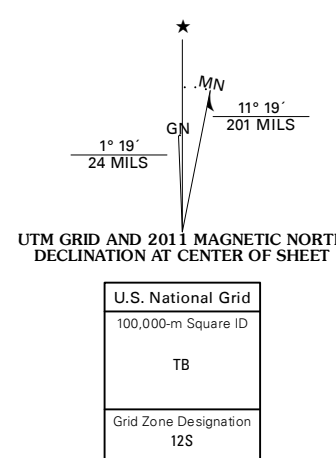 ★
MN
GN
11° 19´
201 MILS
1° 19´
24 MILS
UTM GRID AND 2011 MAGNETIC NORT
DECLINATION AT CENTER OF SHEET
U.S. National Grid
100,000-m Square ID
TB
Grid Zone Designation
12S